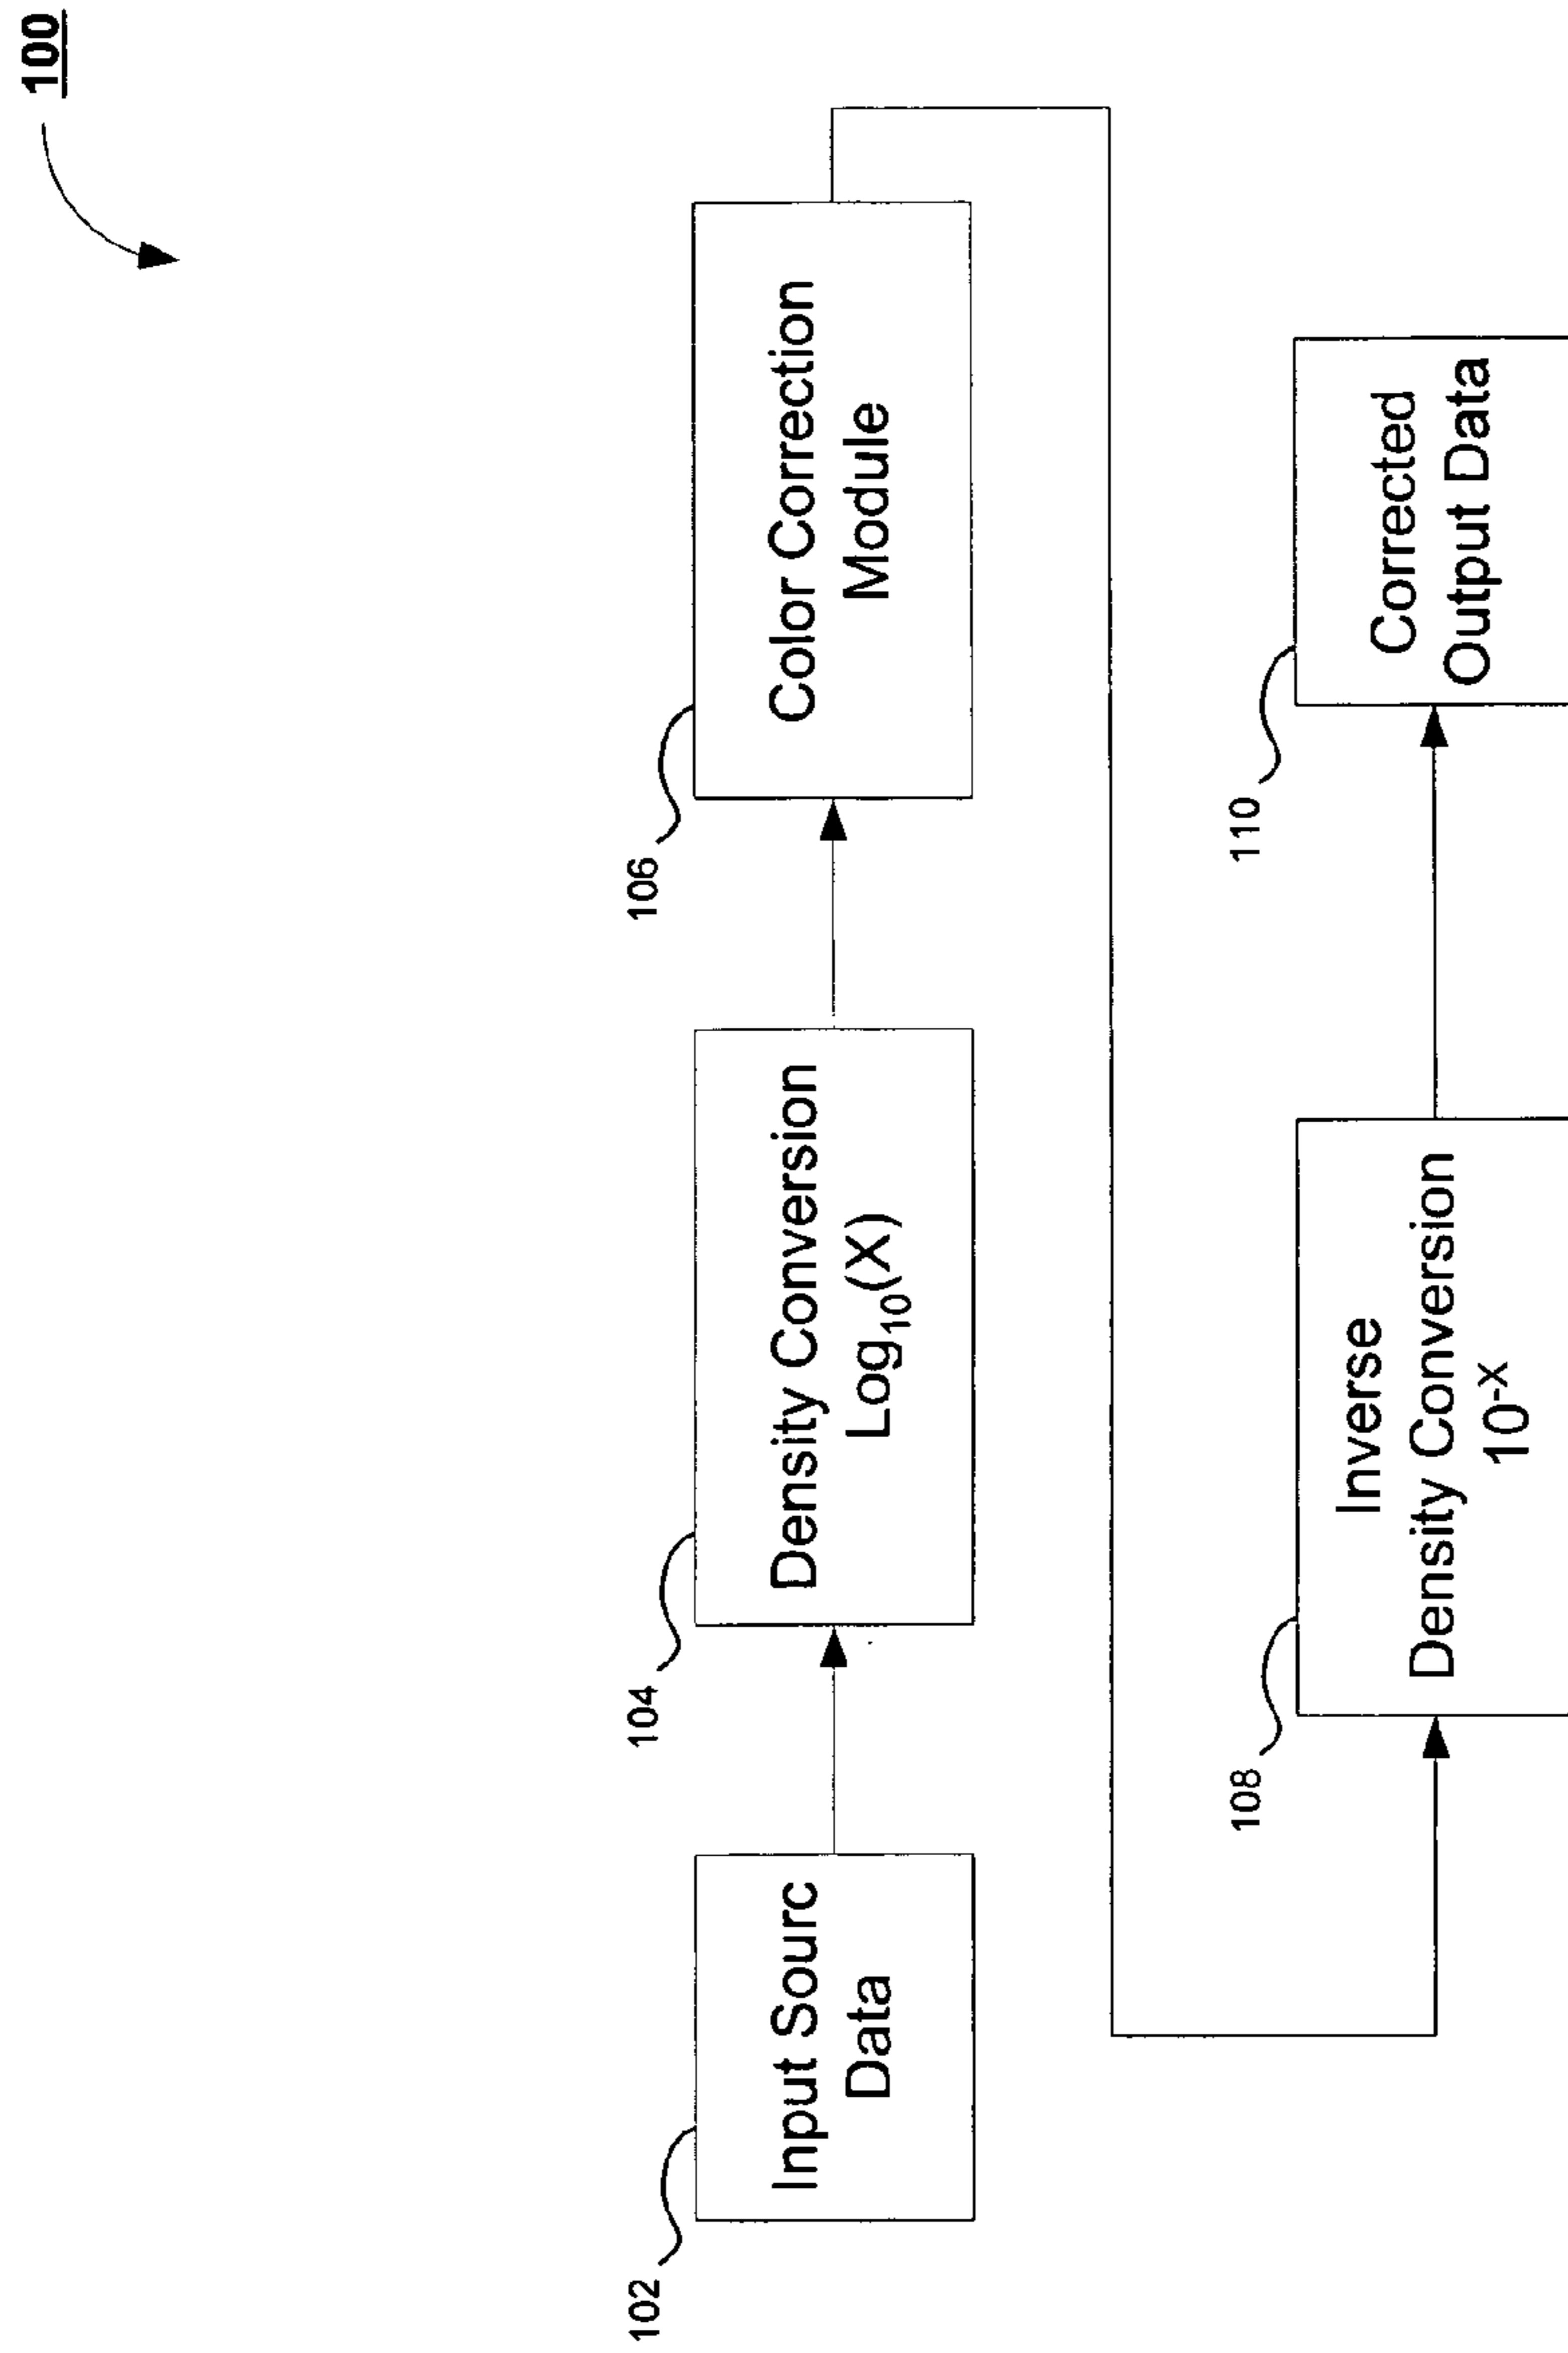 100
102
Input Sourc
Data
104
Density Conversion
Log₁₀(X)
106
Color Correction
Module
108
Inverse
Density Conversion
10⁻ˣ
110
Corrected
Output Data